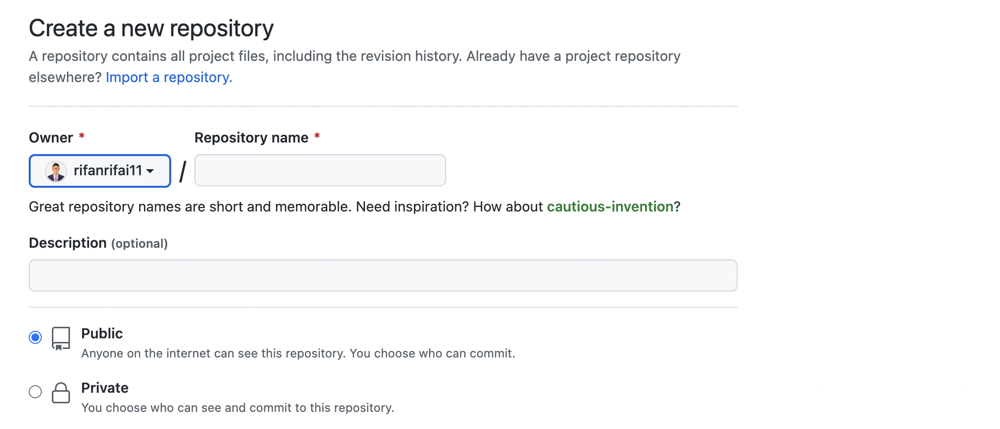 Create a new repository
A repository contains all project files, including the revision history. Already have a project repository
elsewhere? Import a repository.
Owner * Repository name *
rifanrifai11 /
Great repository names are short and memorable. Need inspiration? How about cautious-invention?
Description (optional)
Public
Anyone on the internet can see this repository. You choose who can commit.
Private
You choose who can see and commit to this repository.